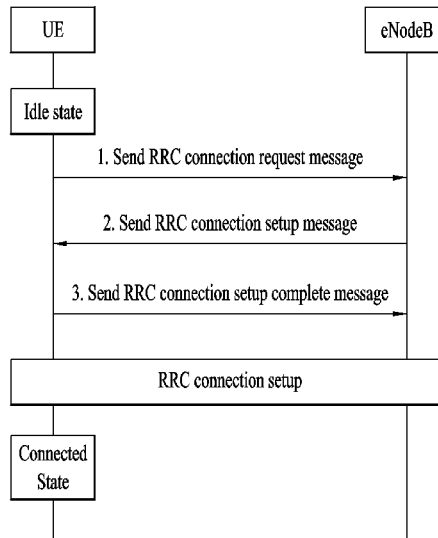 UE
eNodeB
Idle state
1. Send RRC connection request message
2. Send RRC connection setup message
3. Send RRC connection setup complete message
RRC connection setup
Connected
State